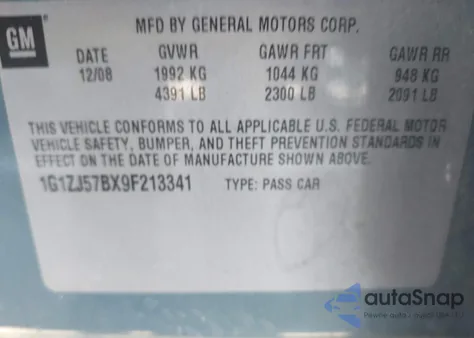 GM
MFD BY GENERAL MOTORS CORP.
DATE GVWR GAWR FRT GAWR RR
12/08 1992 KG 1044 KG 948 KG
4391 LB 2300 LB 2091 LB
THIS VEHICLE CONFORMS TO ALL APPLICABLE U.S. FEDERAL MOTOR
VEHICLE SAFETY, BUMPER, AND THEFT PREVENTION STANDARDS IN
EFFECT ON THE DATE OF MANUFACTURE SHOWN ABOVE.
1G1ZJ57BX9F213341 TYPE: PASS CAR
autaSnap